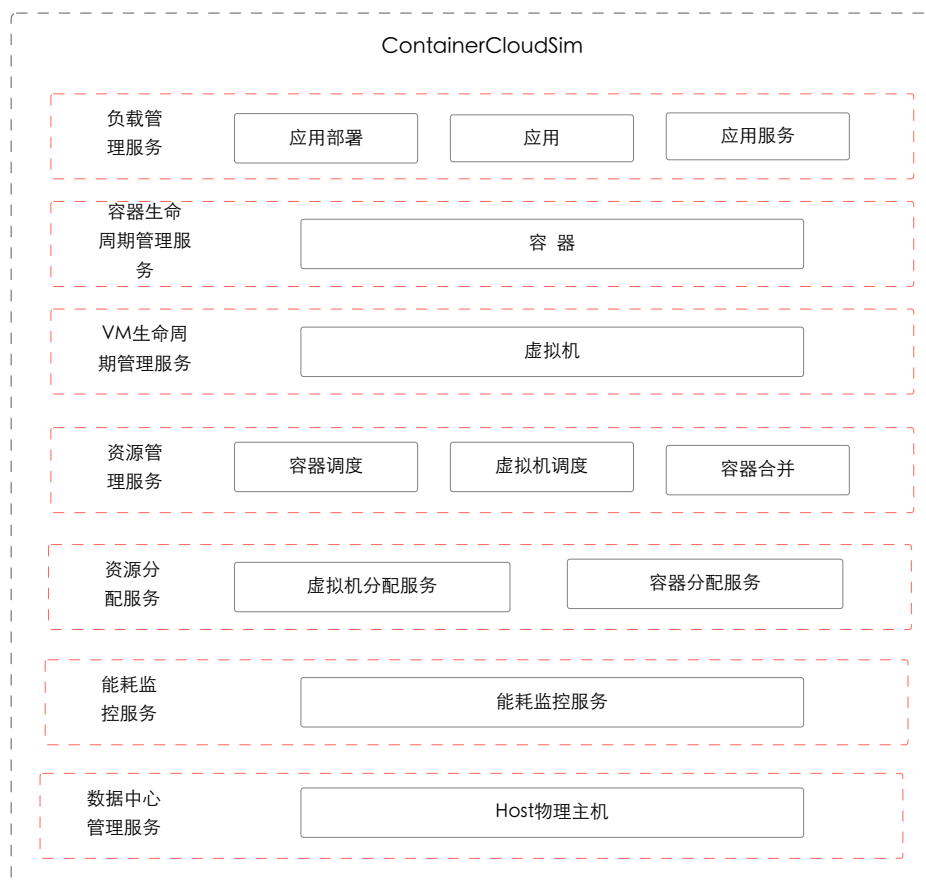 ContainerCloudSim
负载管
理服务
应用部署
应用
应用服务
容器生命
周期管理服
务
容 器
VM生命周
期管理服务
虚拟机
资源管
理服务
容器调度
虚拟机调度
容器合并
资源分
配服务
虚拟机分配服务
容器分配服务
能耗监
控服务
能耗监控服务
数据中心
管理服务
Host物理主机